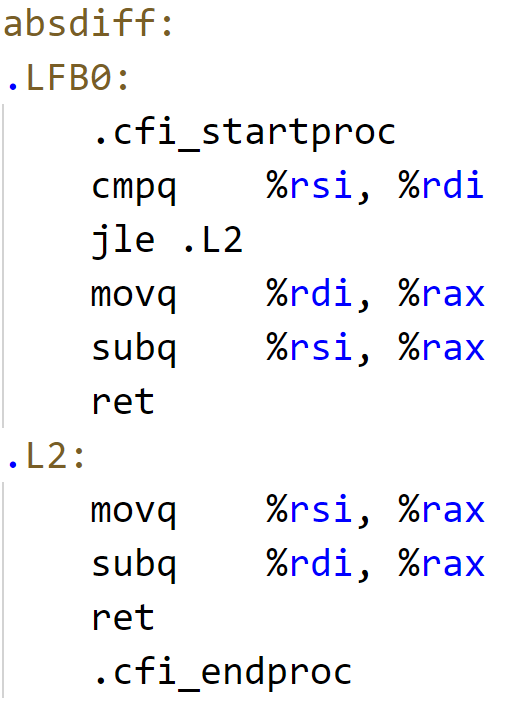 absdiff:
.LFB0:
.cfi_startproc
cmpq %rsi, %rdi
jle .L2
movq %rdi, %rax
subq %rsi, %rax
ret
.L2:
movq %rsi, %rax
subq %rdi, %rax
ret
.cfi_endproc